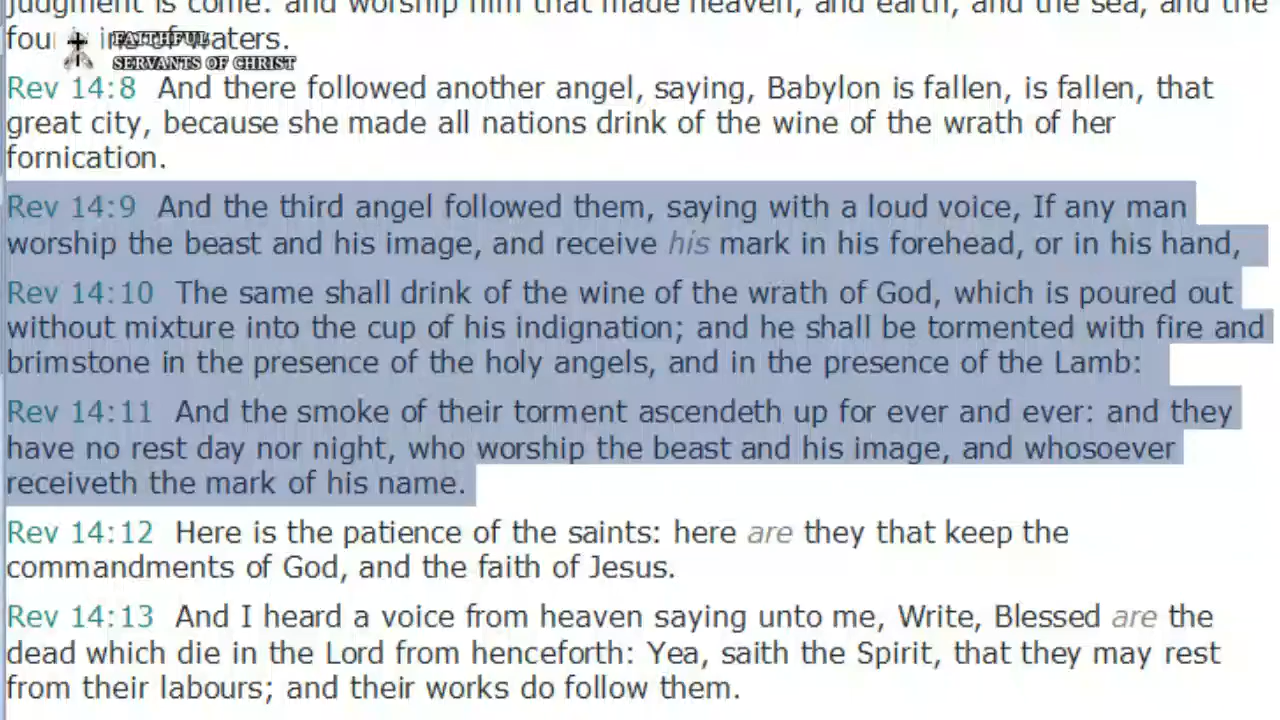 judgment is come: and worship him that made heaven, and earth, and the sea, and the
fountains of waters.
FAITHFUL
SERVANTS OF CHRIST
Rev 14:8 And there followed another angel, saying, Babylon is fallen, is fallen, that
great city, because she made all nations drink of the wine of the wrath of her
fornication.
Rev 14:9 And the third angel followed them, saying with a loud voice, If any man
worship the beast and his image, and receive his mark in his forehead, or in his hand,
Rev 14:10 The same shall drink of the wine of the wrath of God, which is poured out
without mixture into the cup of his indignation; and he shall be tormented with fire and
brimstone in the presence of the holy angels, and in the presence of the Lamb:
Rev 14:11 And the smoke of their torment ascendeth up for ever and ever: and they
have no rest day nor night, who worship the beast and his image, and whosoever
receiveth the mark of his name.
Rev 14:12 Here is the patience of the saints: here are they that keep the
commandments of God, and the faith of Jesus.
Rev 14:13 And I heard a voice from heaven saying unto me, Write, Blessed are the
dead which die in the Lord from henceforth: Yea, saith the Spirit, that they may rest
from their labours; and their works do follow them.